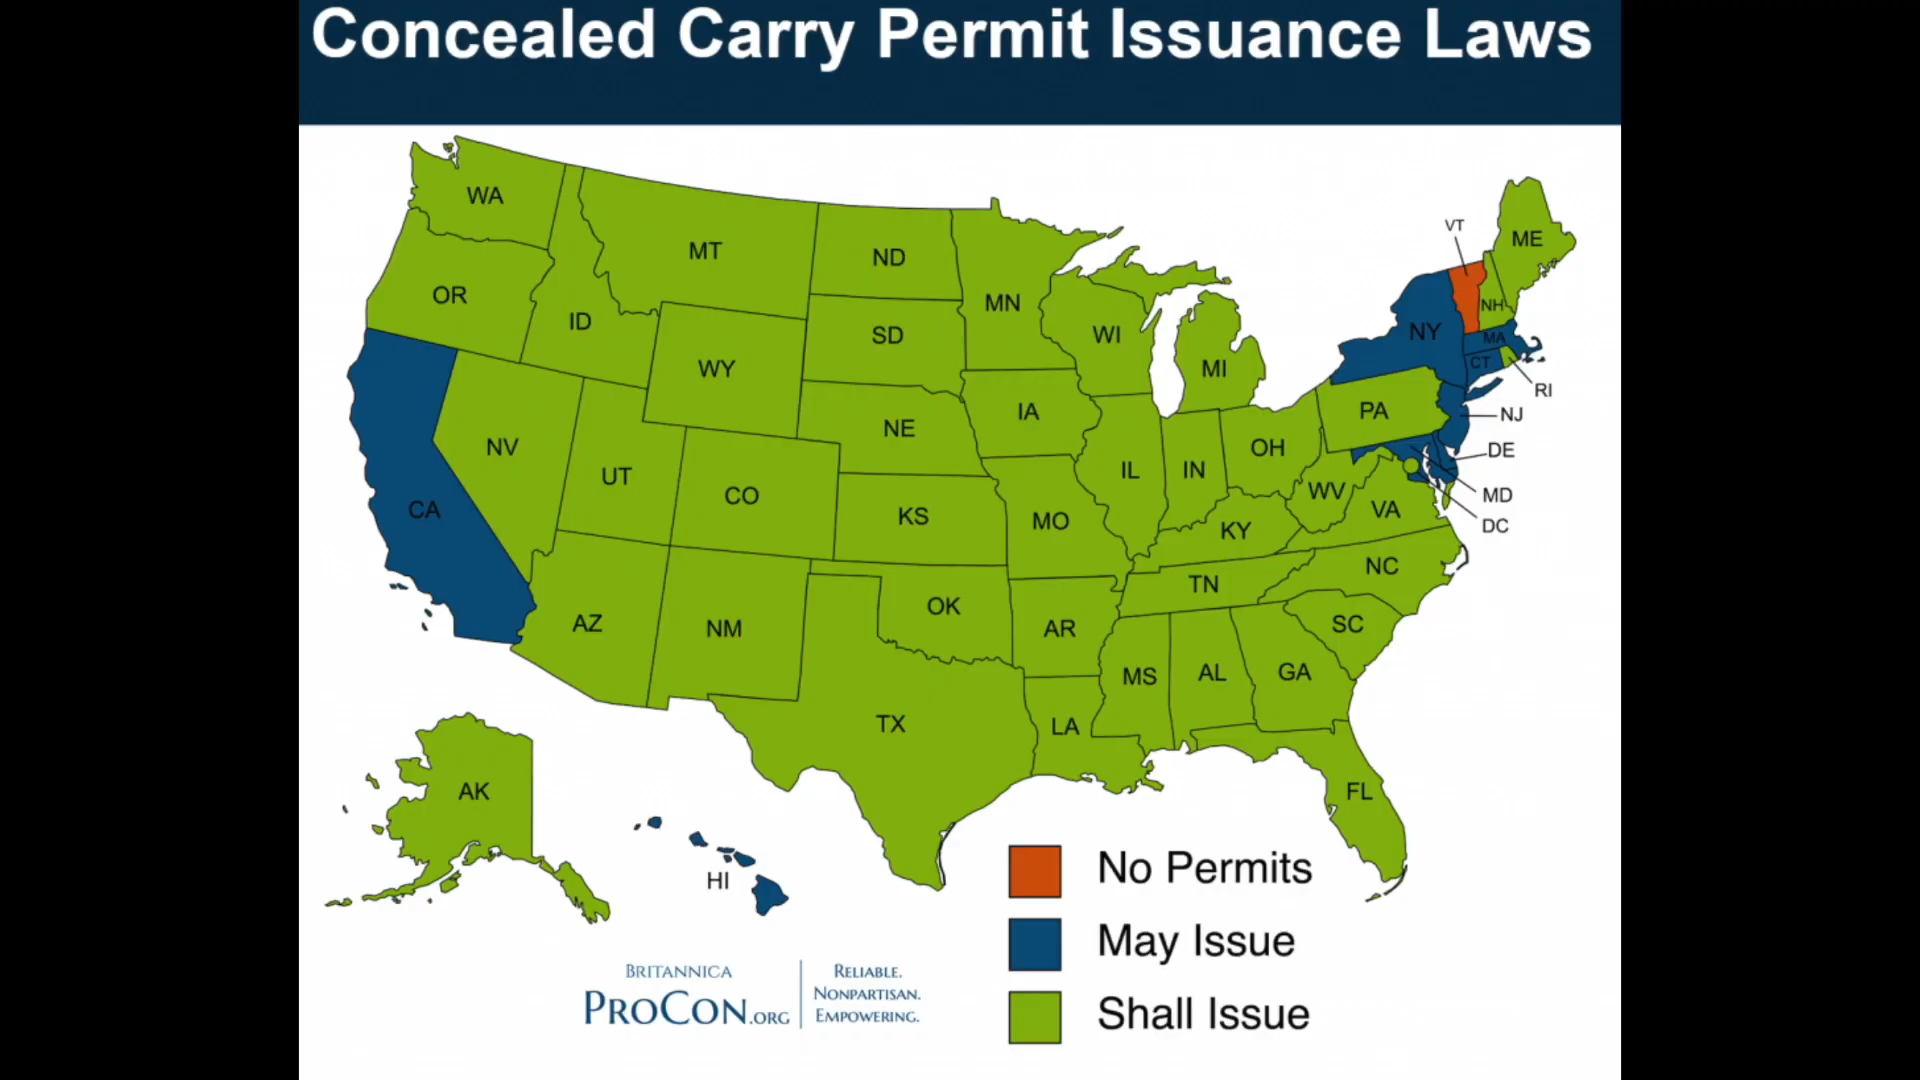 Concealed Carry Permit Issuance Laws
WA
MT
ND
MN
VT
ME
OR
ID
SD
WI
NH
NY
MA
WY
MI
CT
RI
IA
PA
NJ
NE
NV
OH
DE
UT
IL
IN
CO
WV
MD
CA
KS
MO
VA
DC
KY
NC
TN
AZ
OK
NM
AR
SC
MS
AL
GA
TX
LA
AK
FL
HI
No Permits
May Issue
Shall Issue
BRITANNICA
PROCON.ORG
RELIABLE.
NONPARTISAN.
EMPOWERING.